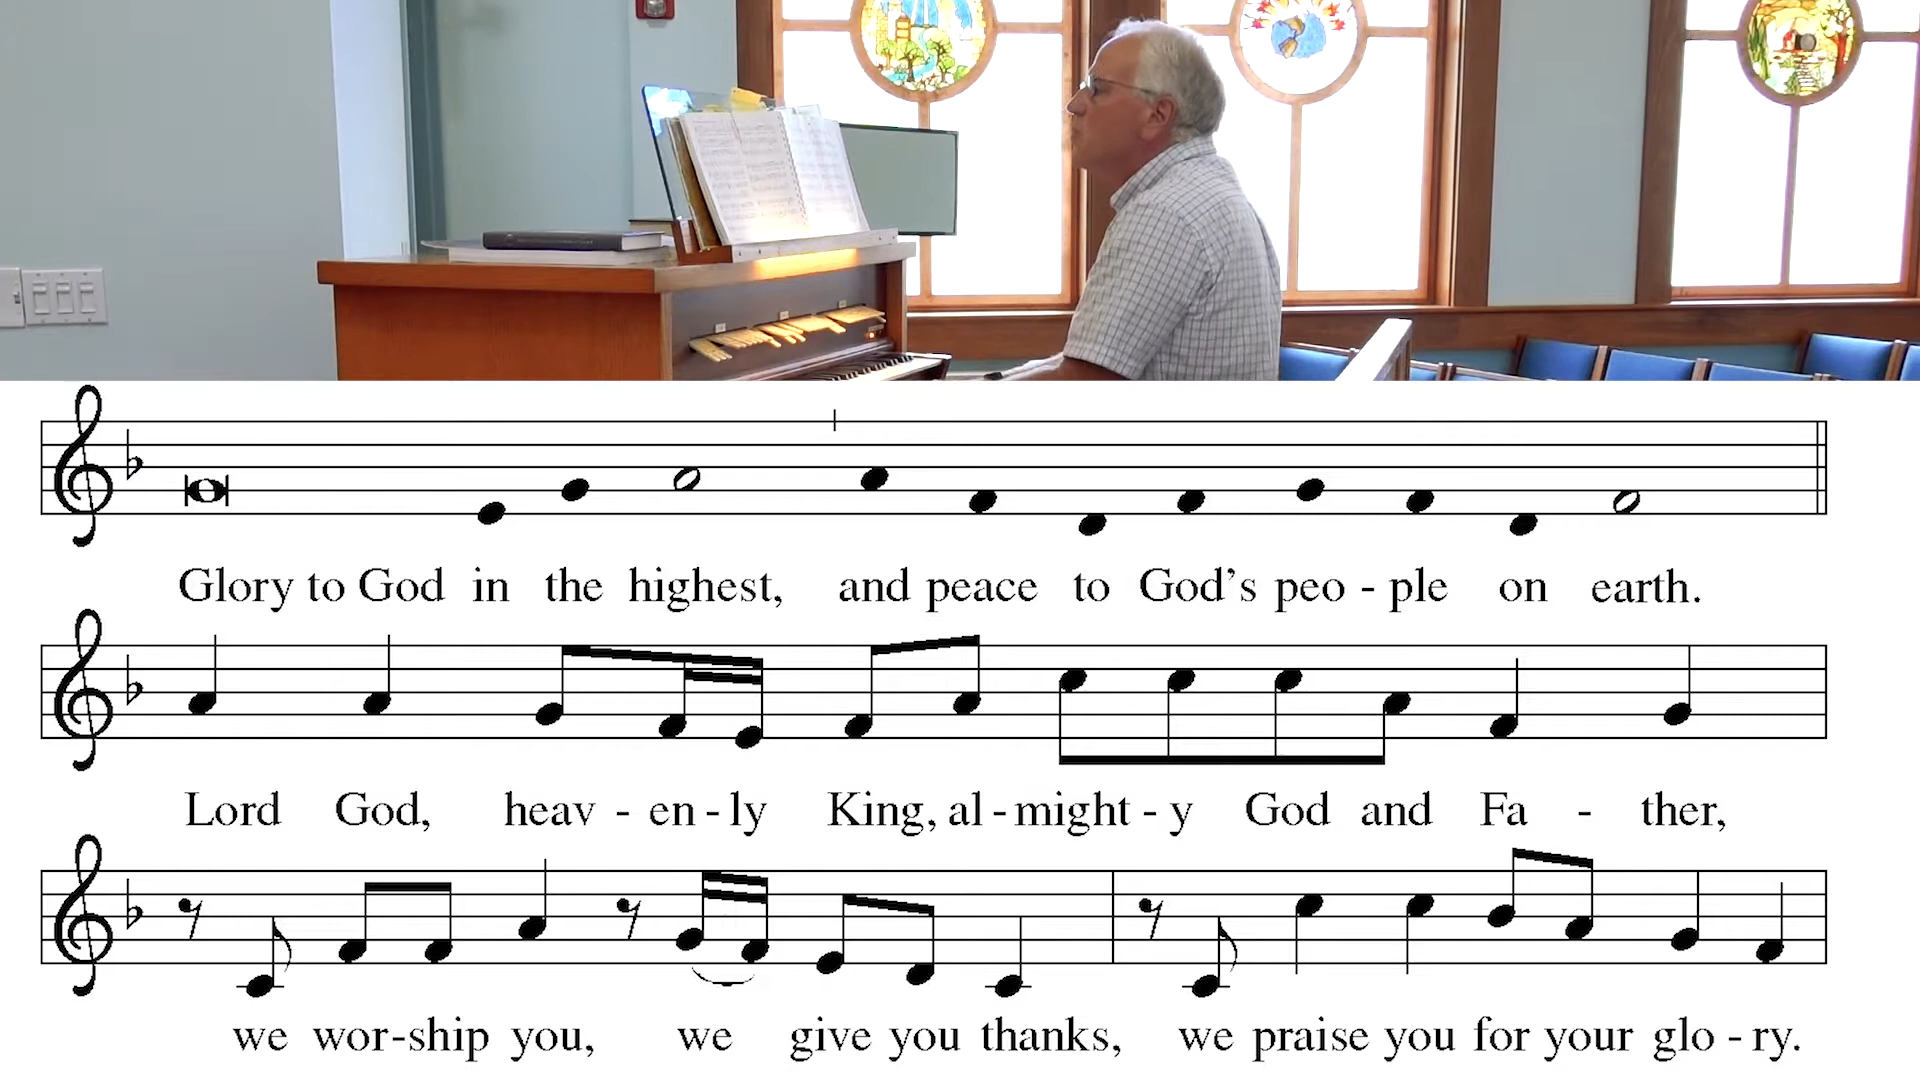 Glory to God in the highest, and peace to God's peo - ple on earth.
Lord God, heav - en - ly King, al - might - y God and Fa - ther,
we wor - ship you, we give you thanks, we praise you for your glo - ry.